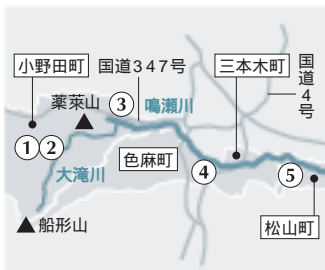 小野田町
国道347号
三本木町
国道4号
薬萊山
③
鳴瀬川
①②
色麻町
④
大滝川
⑤
船形山
松山町